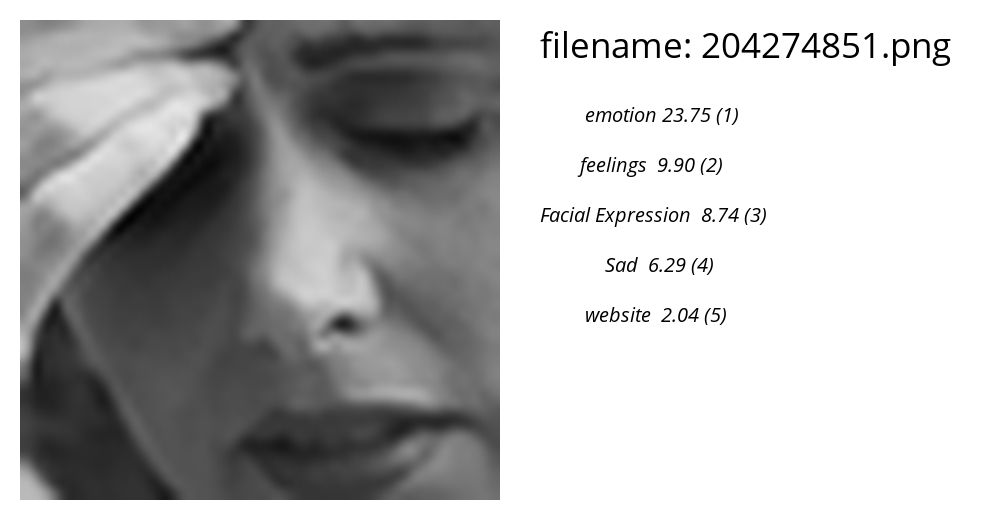 filename: 204274851.png
emotion 23.75 (1)
feelings 9.90 (2)
Facial Expression 8.74 (3)
Sad 6.29 (4)
website 2.04 (5)